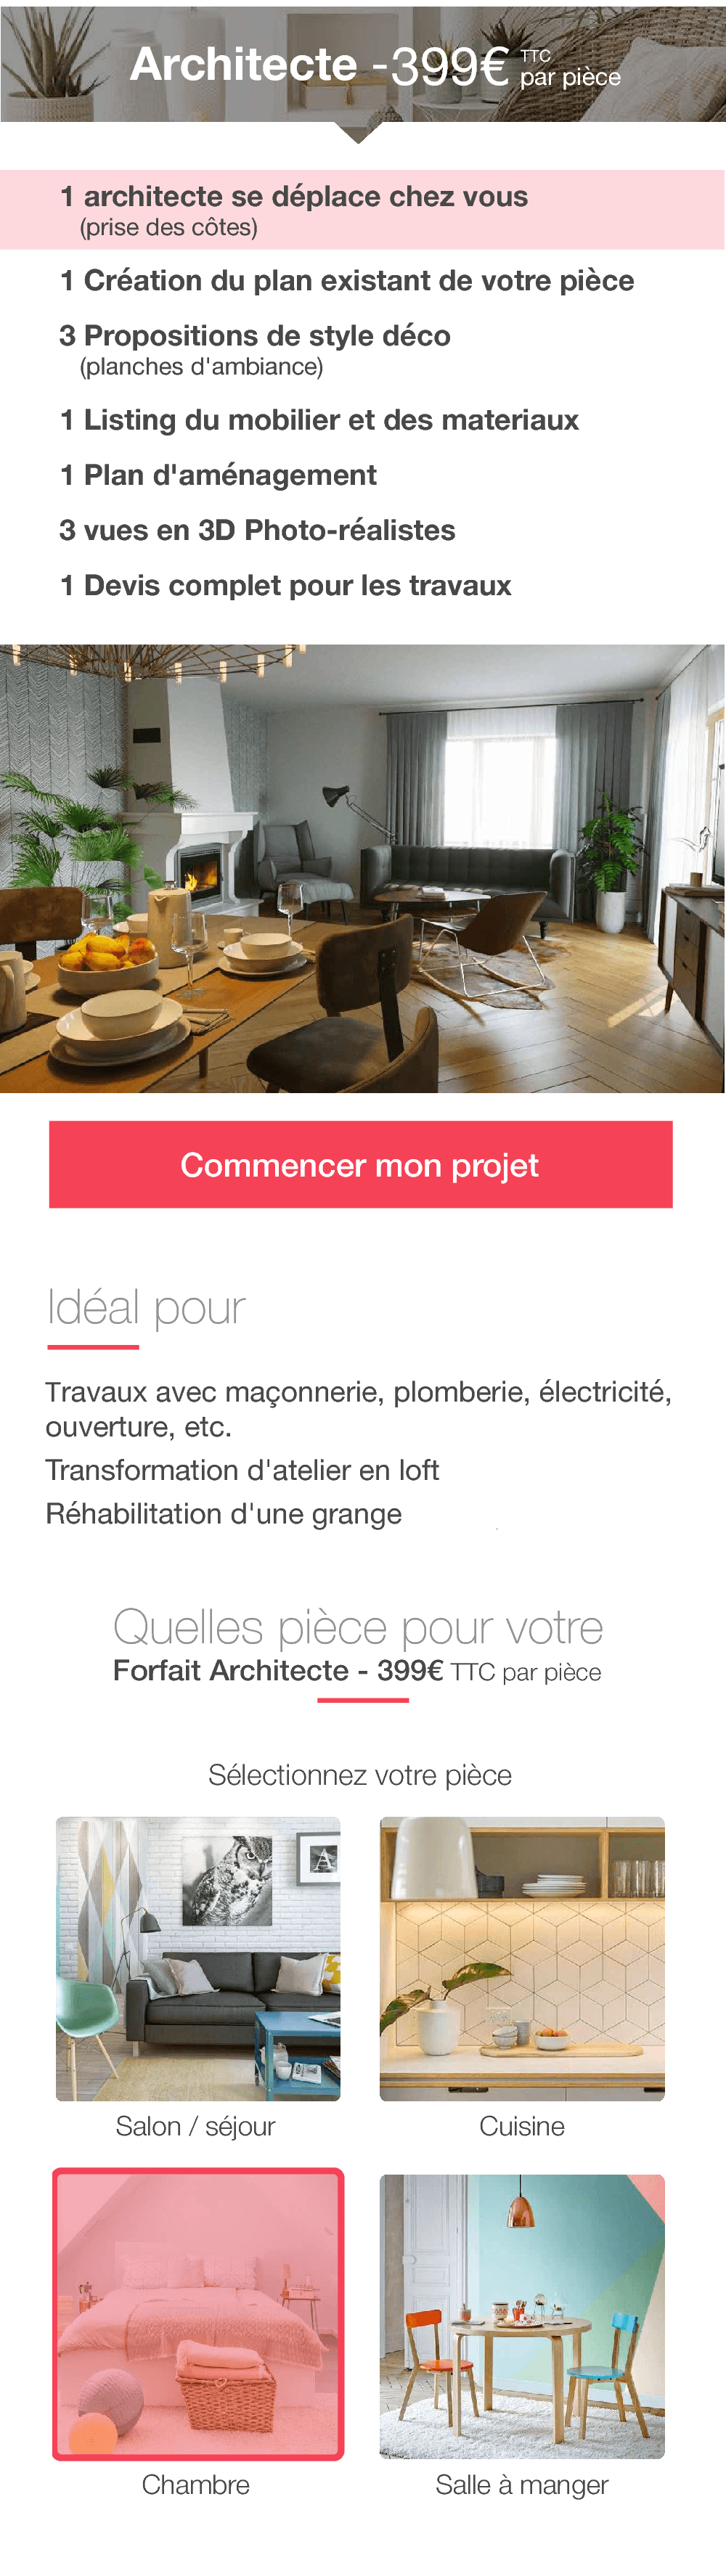 Architecte -399€ TTC
par pièce
1 architecte se déplace chez vous
(prise des côtes)
1 Création du plan existant de votre pièce
3 Propositions de style déco
(planches d'ambiance)
1 Listing du mobilier et des materiaux
1 Plan d'aménagement
3 vues en 3D Photo-réalistes
1 Devis complet pour les travaux
Commencer mon projet
Idéal pour
Travaux avec maçonnerie, plomberie, électricité,
ouverture, etc.
Transformation d'atelier en loft
Réhabilitation d'une grange
Quelles pièce pour votre
Forfait Architecte - 399€ TTC par pièce
Sélectionnez votre pièce
A
Salon / séjour
Cuisine
Chambre
Salle à manger